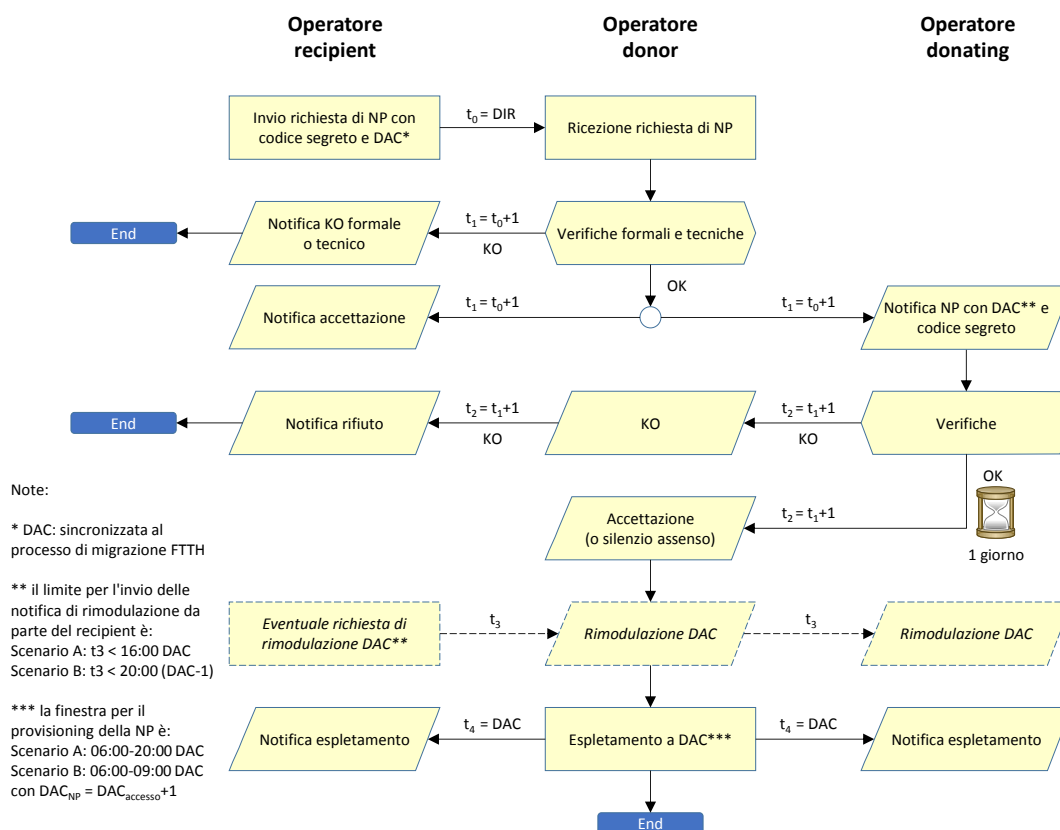 Operatore
recipient
Operatore
donor
Operatore
donating
Invio richiesta di NP con
codice segreto e DAC*
t0 = DIR
Ricezione richiesta di NP
End
Notifica KO formale
o tecnico
t1 = t0+1
KO
Verifiche formali e tecniche
OK
Notifica accettazione
t1 = t0+1
t1 = t0+1
Notifica NP con DAC** e
codice segreto
End
Notifica rifiuto
t2 = t1+1
KO
KO
t2 = t1+1
KO
Verifiche
OK
1 giorno
t2 = t1+1
Accettazione
(o silenzio assenso)
Eventuale richiesta di
rimodulazione DAC**
t3
Rimodulazione DAC
t3
Rimodulazione DAC
Notifica espletamento
t4 = DAC
Espletamento a DAC***
t4 = DAC
Notifica espletamento
End
Note:
* DAC: sincronizzata al
processo di migrazione FTTH
** il limite per l'invio delle
notifica di rimodulazione da
parte del recipient è:
Scenario A: t3 < 16:00 DAC
Scenario B: t3 < 20:00 (DAC-1)
*** la finestra per il
provisioning della NP è:
Scenario A: 06:00-20:00 DAC
Scenario B: 06:00-09:00 DAC
con DACNP = DACaccesso+1